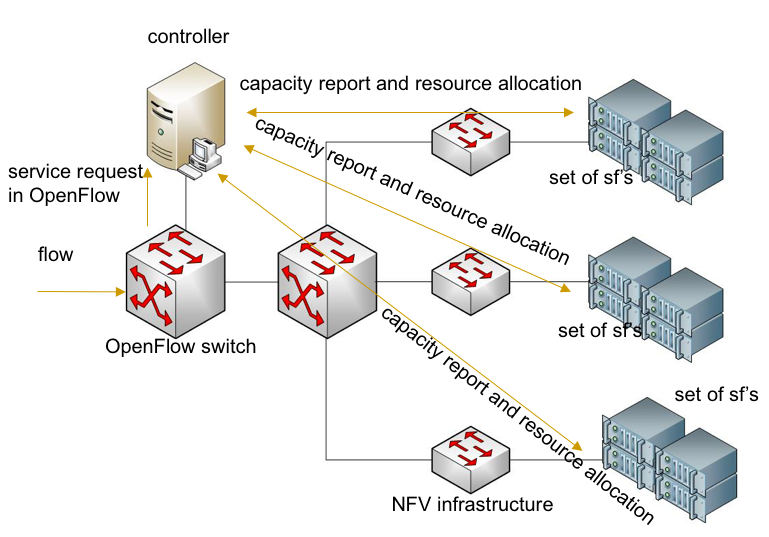 controller
capacity report and resource allocation
capacity report and resource allocation
service request
in OpenFlow
set of sf's
flow
set of sf's
capacity report and resource allocation
OpenFlow switch
set of sf's
NFV infrastructure